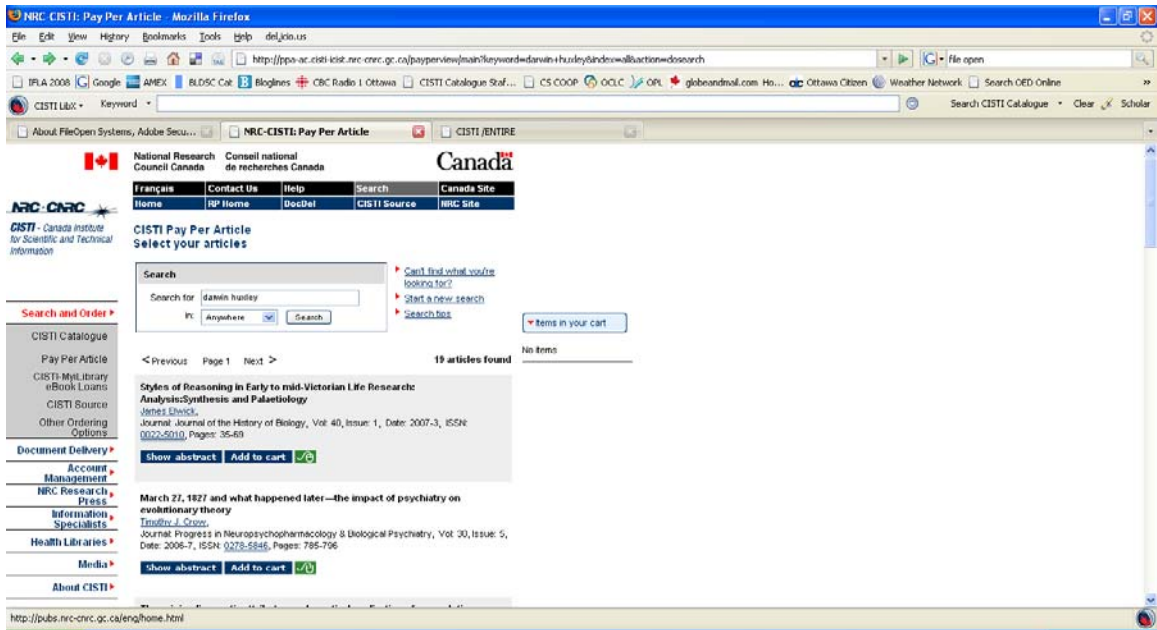 NRC-CISTI: Pay Per Article - Mozilla Firefox
File Edit View History Bookmarks Tools Help del.icio.us
http://ppa-ac.cisti-icist.nrc-cnrc.gc.ca/payperview/main?keyword=darwin+huxley&index=all&action=dosearch
file open
IFLA 2008 Google AMEX BLDSC Cat Bloglines CBC Radio 1 Ottawa CISTI Catalogue Staf... CS COOP OCLC OPL globeandmail.com Ho... Ottawa Citizen Weather Network Search OED Online »
CISTI LibX Keyword Search CISTI Catalogue Clear Scholar
About FileOpen Systems, Adobe Secu... NRC-CISTI: Pay Per Article CISTI /ENTIRE
National Research Council Canada
Conseil national de recherches Canada
Canada
Français Contact Us Help Search Canada Site
Home RP Home DocDel CISTI Source NRC Site
NRC·CNRC
CISTI - Canada Institute
for Scientific and Technical
Information
CISTI Pay Per Article
Select your articles
Search
Search for darwin huxley
in: Anywhere Search
Can't find what you're
looking for?
Start a new search
Search tips
Items in your cart
No items
Search and Order
CISTI Catalogue
Pay Per Article
CISTI-MyiLibrary
eBook Loans
CISTI Source
Other Ordering
Options
Document Delivery
Account
Management
NRC Research
Press
Information
Specialists
Health Libraries
Media
About CISTI
< Previous Page 1 Next > 19 articles found
Styles of Reasoning in Early to mid-Victorian Life Research:
Analysis:Synthesis and Palaetiology
James Elwick,
Journal: Journal of the History of Biology, Vol: 40, Issue: 1, Date: 2007-3, ISSN:
0022-5010, Pages: 35-69
Show abstract Add to cart
March 27, 1827 and what happened later—the impact of psychiatry on
evolutionary theory
Timothy J. Crow,
Journal: Progress in Neuropsychopharmacology & Biological Psychiatry, Vol: 30, Issue: 5,
Date: 2006-7, ISSN: 0278-5846, Pages: 785-796
Show abstract Add to cart
http://pubs.nrc-cnrc.gc.ca/eng/home.html